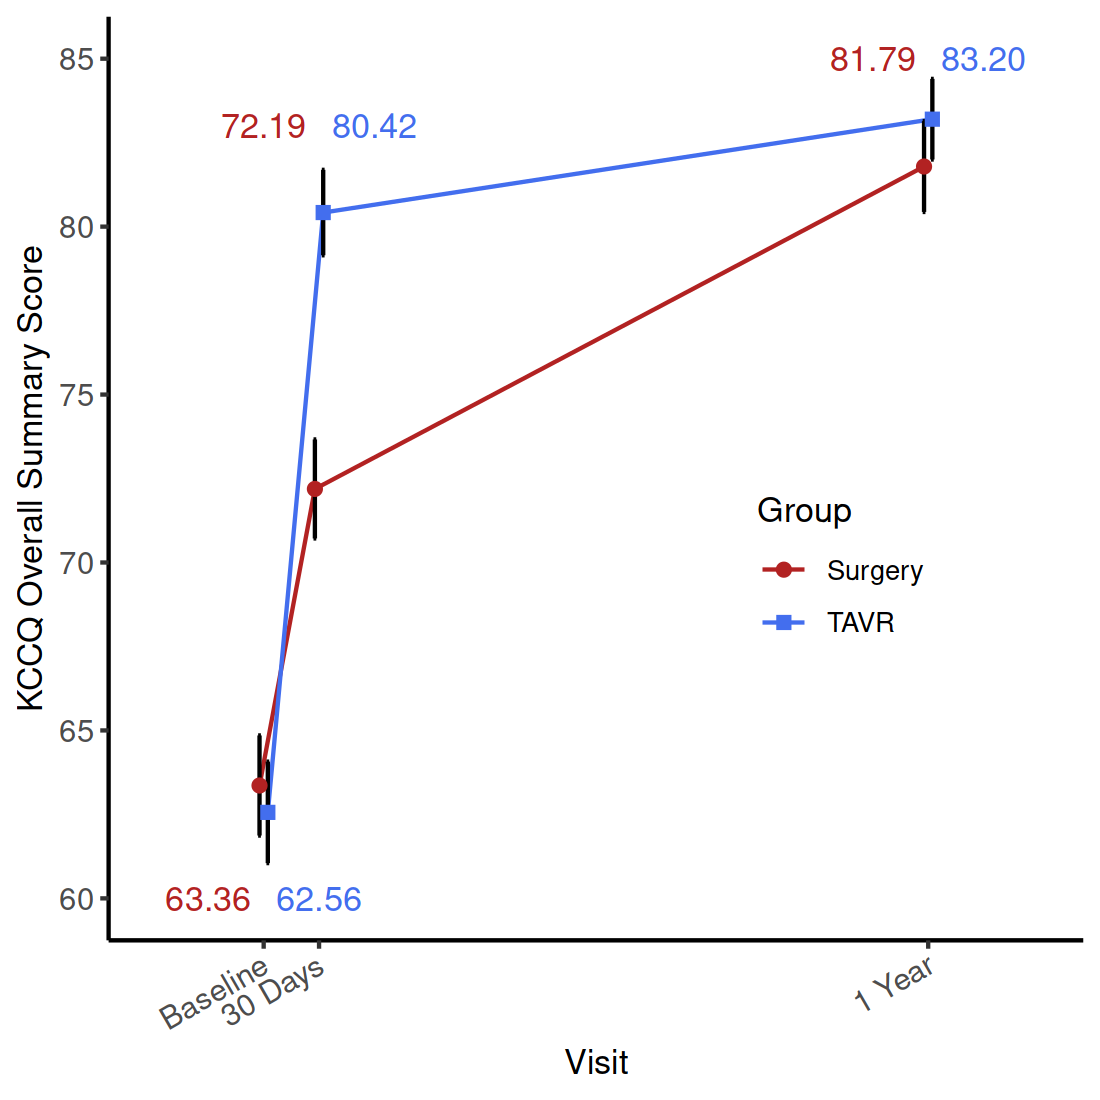 85
81.79 83.20
72.19 80.42
80
75
70
65
60
KCCQ Overall Summary Score
Group
Surgery
TAVR
63.36 62.56
Baseline
30 Days
1 Year
Visit